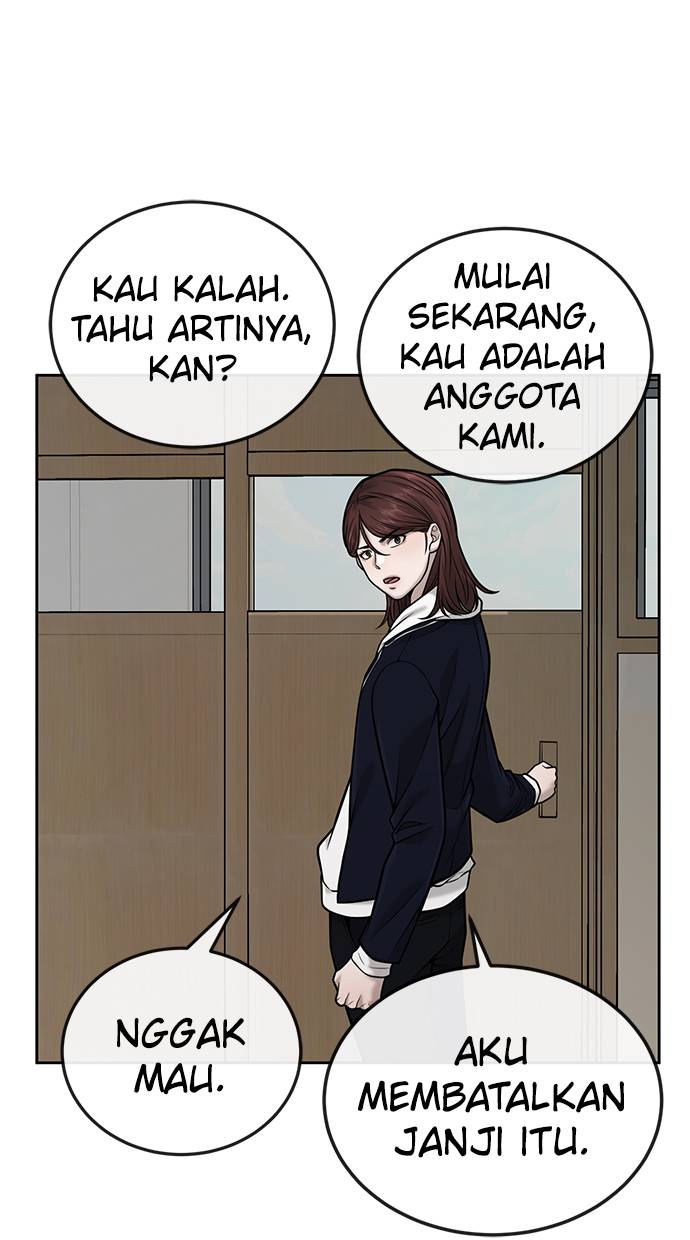 KAU KALAH.
TAHU ARTINYA,
KAN?
MULAI
SEKARANG,
KAU ADALAH
ANGGOTA
KAMI.
NGGAK
MAU.
AKU
MEMBATALKAN
JANJI ITU.